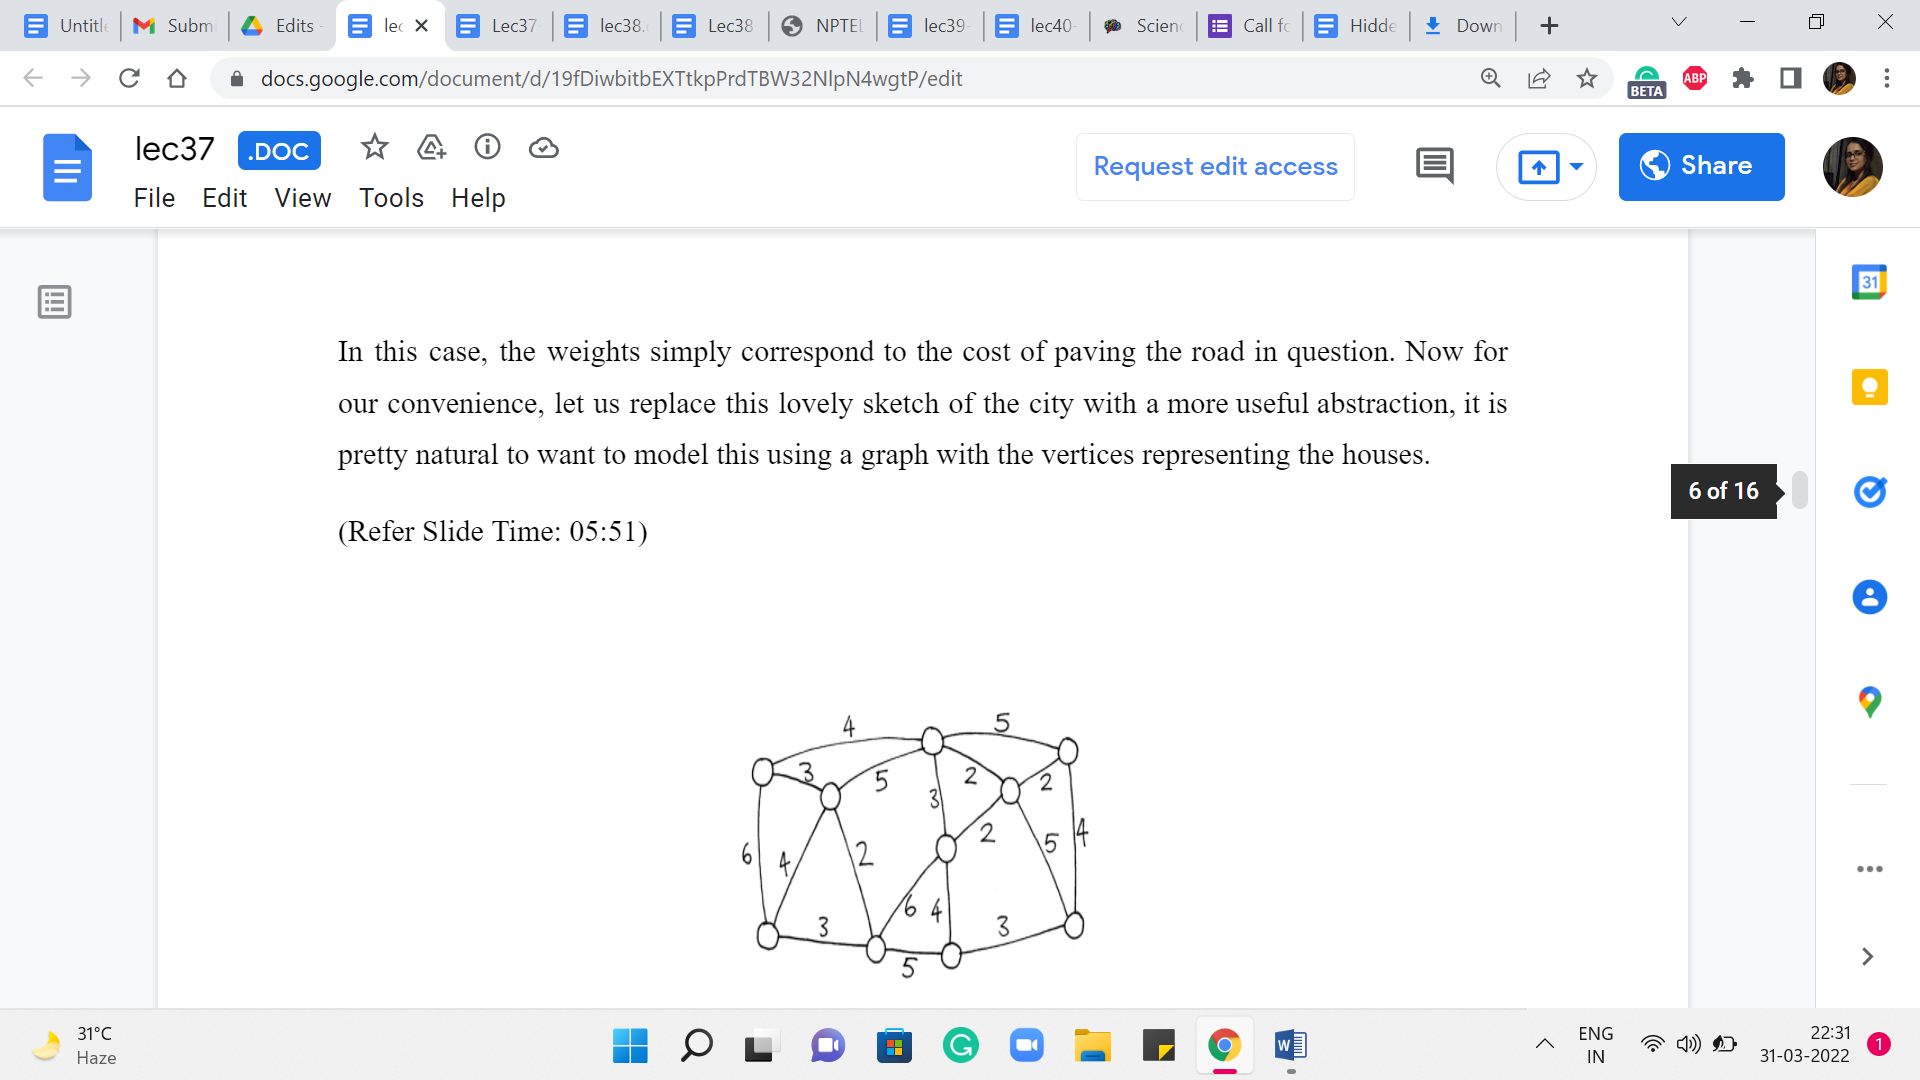 Untitle
Submi
Edits -
lec
Lec37-
lec38.
Lec38
NPTEL
lec39-
lec40-
Scienc
Call fo
Hidde
Down
docs.google.com/document/d/19fDiwbitbEXTtkpPrdTBW32NlpN4wgtP/edit
BETA
ABP
lec37 .DOC
File Edit View Tools Help
Request edit access
Share
31
In this case, the weights simply correspond to the cost of paving the road in question. Now for
our convenience, let us replace this lovely sketch of the city with a more useful abstraction, it is
pretty natural to want to model this using a graph with the vertices representing the houses.
6 of 16
(Refer Slide Time: 05:51)
4 5
3 5 2 2
3
6 4 2 2 5 4
6 4
3 3
5
31°C
Haze
ENG
IN
22:31
31-03-2022
1